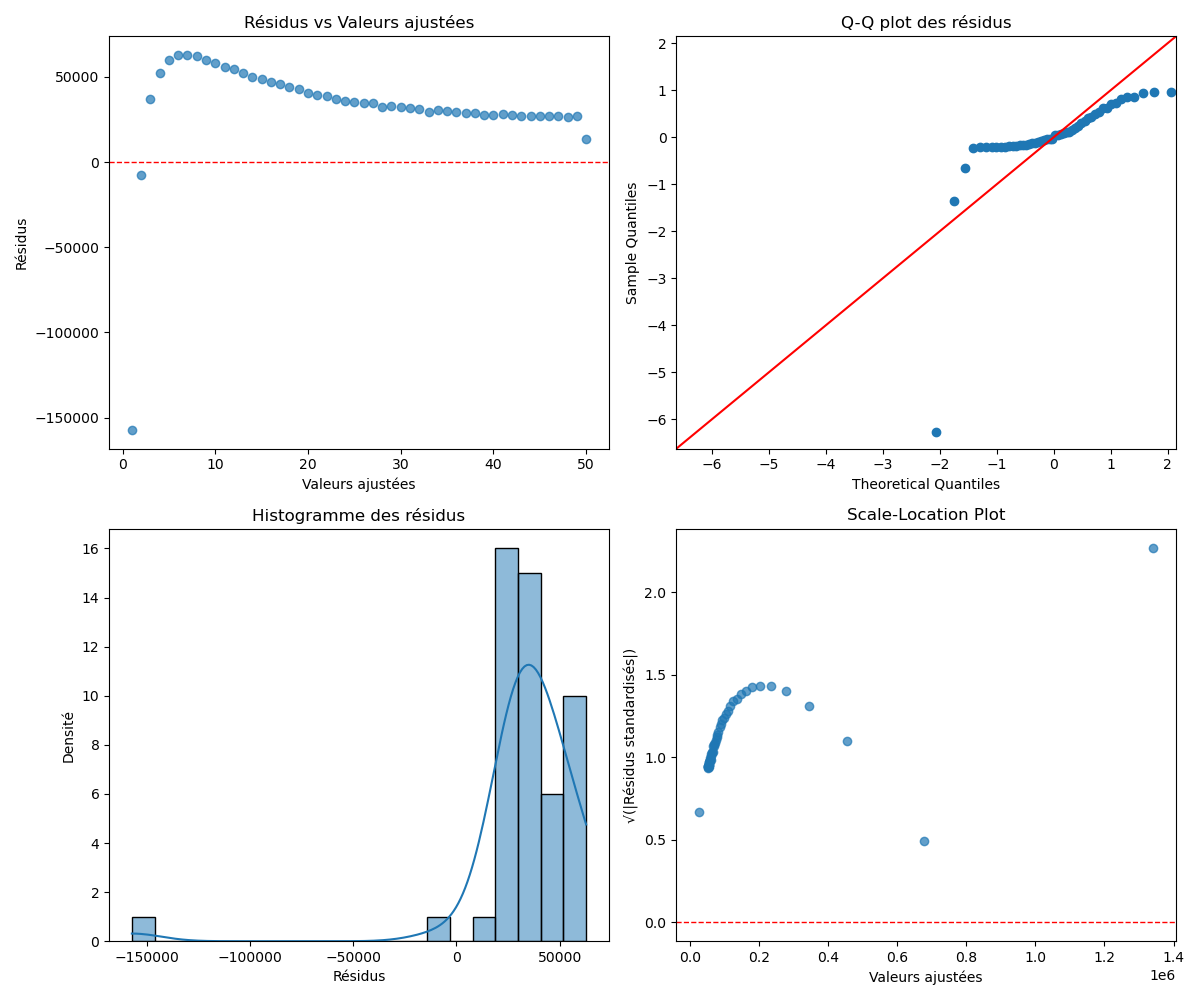 Résidus vs Valeurs ajustées
50000
0
−50000
−100000
−150000
Résidus
0 10 20 30 40 50
Valeurs ajustées
Q-Q plot des résidus
2
1
0
−1
−2
−3
−4
−5
−6
Sample Quantiles
−6 −5 −4 −3 −2 −1 0 1 2
Theoretical Quantiles
Histogramme des résidus
16
14
12
10
8
6
4
2
0
Densité
−150000 −100000 −50000 0 50000
Résidus
Scale-Location Plot
2.0
1.5
1.0
0.5
0.0
√(|Résidus standardisés|)
0.0 0.2 0.4 0.6 0.8 1.0 1.2 1.4
1e6
Valeurs ajustées